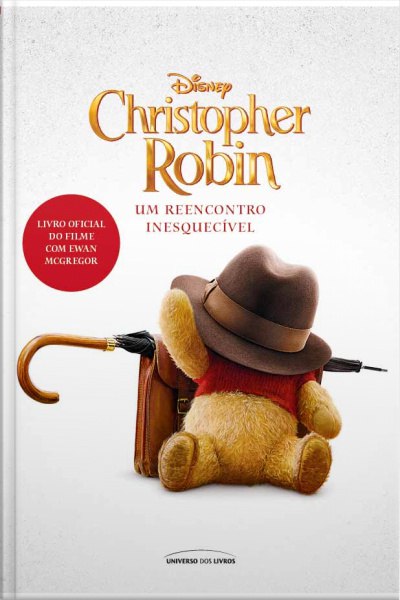 Disney
Christopher
Robin
UM REENCONTRO
INESQUECÍVEL
LIVRO OFICIAL
DO FILME
COM EWAN
MCGREGOR
UNIVERSO DOS LIVROS